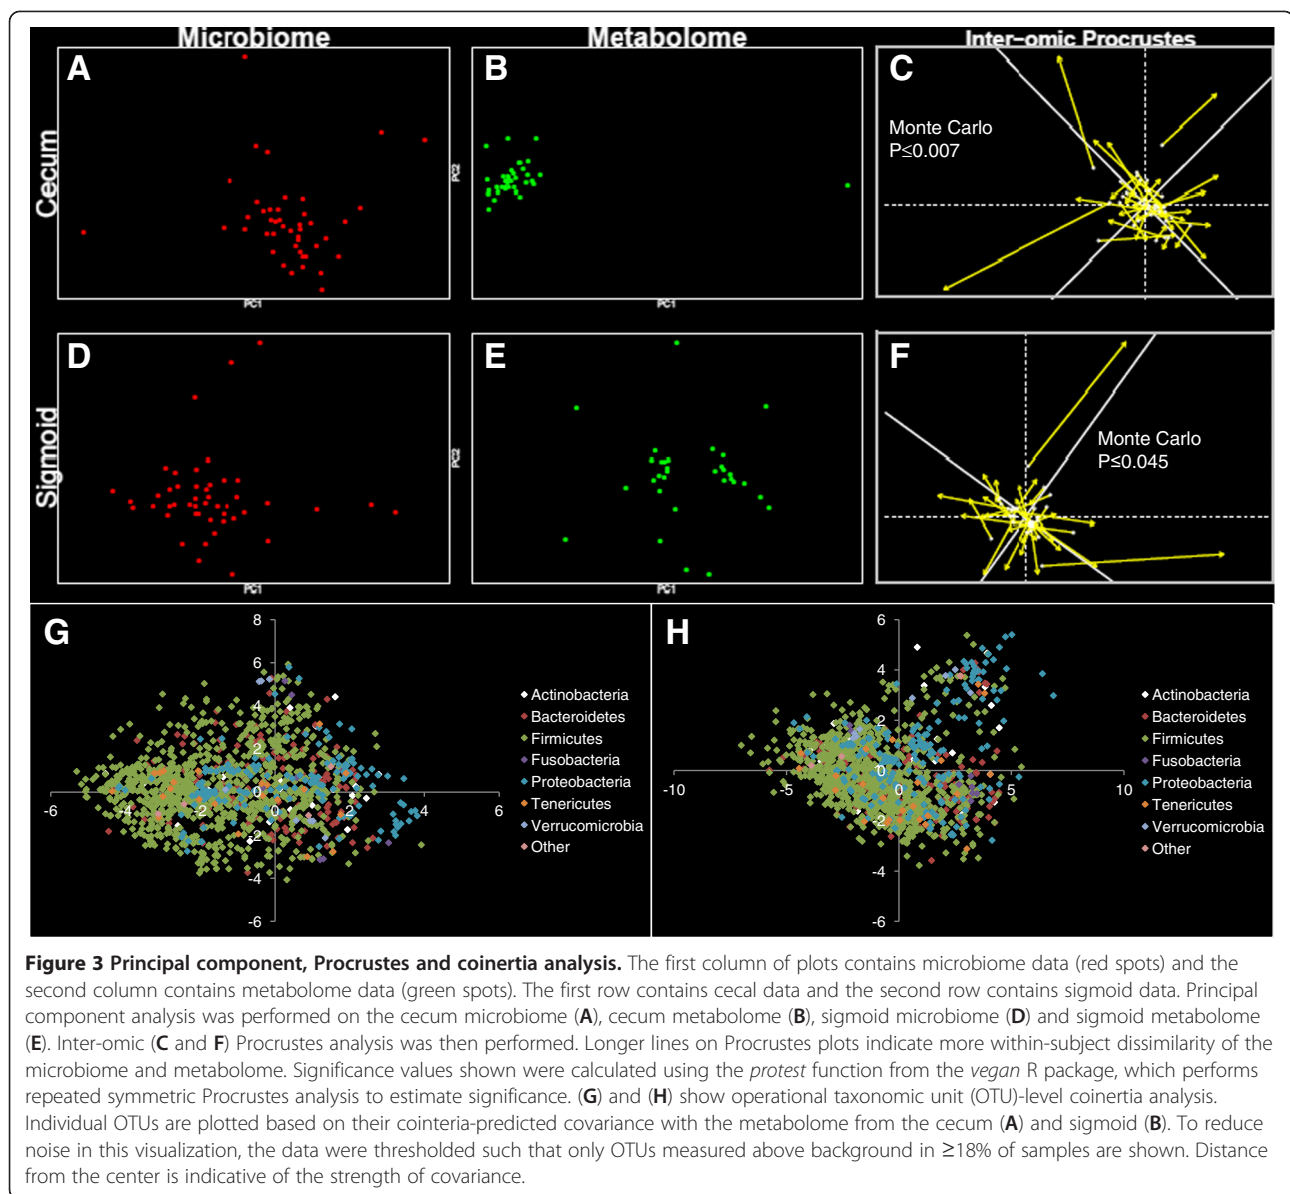 Microbiome
Metabolome
Inter-omic Procrustes
A
B
C
Cecum
Monte Carlo
P≤0.007
PC2
PC1
PC1
D
E
F
Sigmoid
Monte Carlo
P≤0.045
PC2
PC1
PC1
G
8
6
4
2
0
-6
-4
-2
0
2
4
6
-2
-4
-6
Actinobacteria
Bacteroidetes
Firmicutes
Fusobacteria
Proteobacteria
Tenericutes
Verrucomicrobia
Other
H
6
4
2
0
-10
-5
0
5
10
-2
-4
-6
Actinobacteria
Bacteroidetes
Firmicutes
Fusobacteria
Proteobacteria
Tenericutes
Verrucomicrobia
Other
Figure 3 Principal component, Procrustes and coinertia analysis. The first column of plots contains microbiome data (red spots) and the
second column contains metabolome data (green spots). The first row contains cecal data and the second row contains sigmoid data. Principal
component analysis was performed on the cecum microbiome (A), cecum metabolome (B), sigmoid microbiome (D) and sigmoid metabolome
(E). Inter-omic (C and F) Procrustes analysis was then performed. Longer lines on Procrustes plots indicate more within-subject dissimilarity of the
microbiome and metabolome. Significance values shown were calculated using the protest function from the vegan R package, which performs
repeated symmetric Procrustes analysis to estimate significance. (G) and (H) show operational taxonomic unit (OTU)-level coinertia analysis.
Individual OTUs are plotted based on their cointeria-predicted covariance with the metabolome from the cecum (A) and sigmoid (B). To reduce
noise in this visualization, the data were thresholded such that only OTUs measured above background in ≥18% of samples are shown. Distance
from the center is indicative of the strength of covariance.